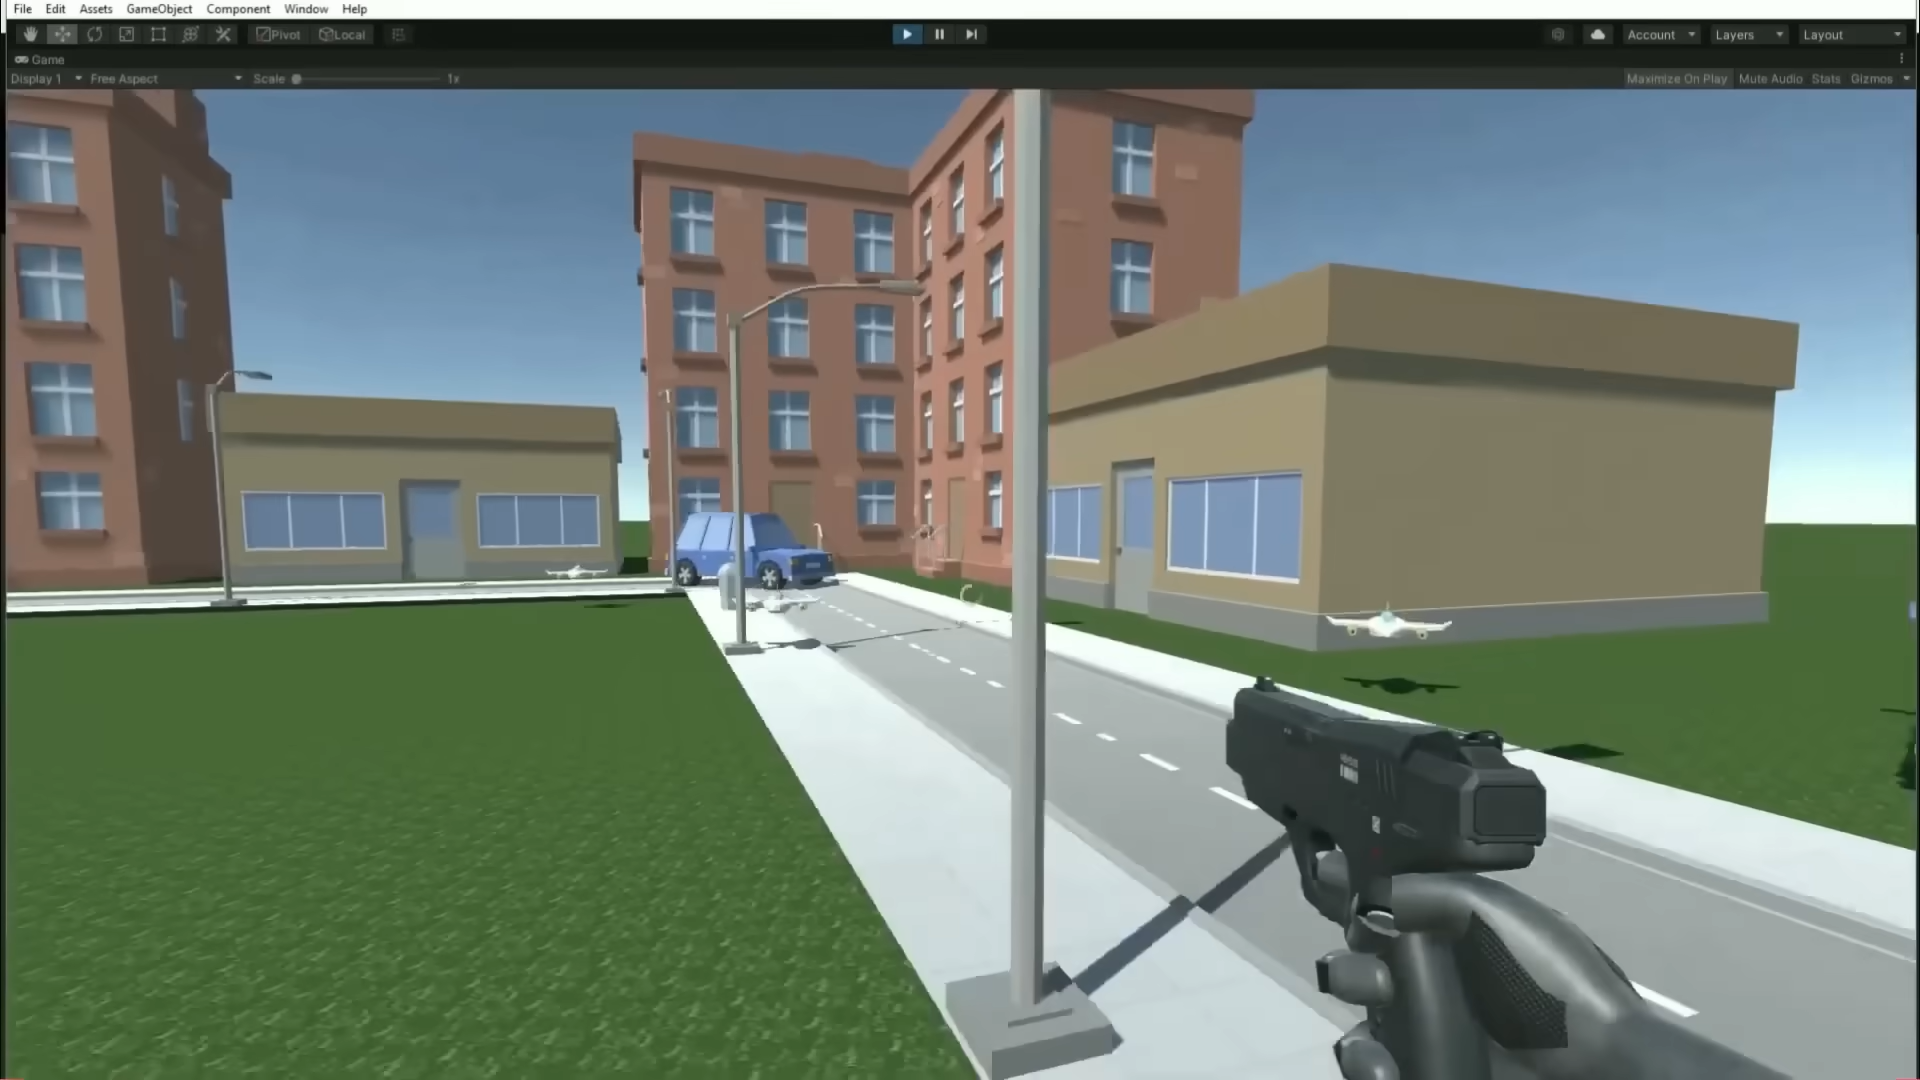 File Edit Assets GameObject Component Window Help
Pivot Local Account Layers Layout
Game
Display 1 Free Aspect Scale 1x Maximize On Play Mute Audio Stats Gizmos